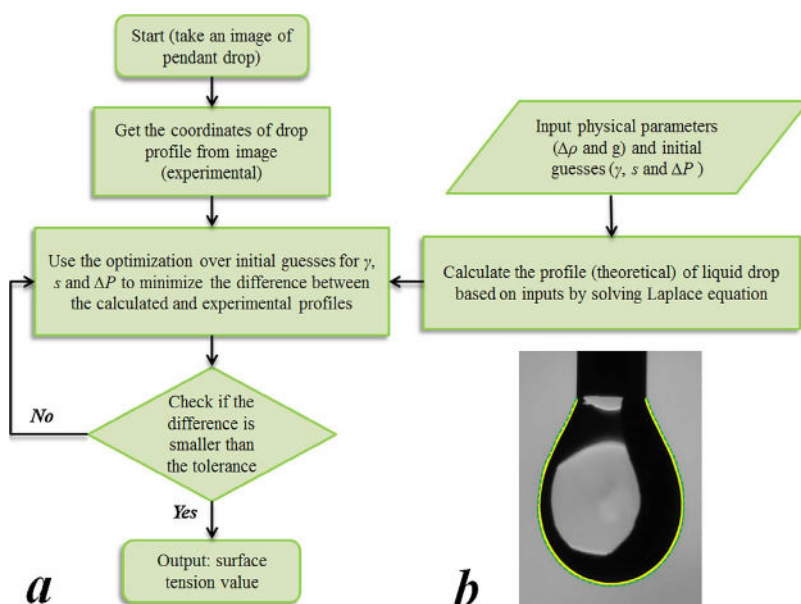 Start (take an image of
pendant drop)
Get the coordinates of drop
profile from image
(experimental)
Use the optimization over initial guesses for γ,
s and ΔP to minimize the difference between
the calculated and experimental profiles
Check if the
difference is
smaller than
the tolerance
No
Yes
Output: surface
tension value
a
Input physical parameters
(Δρ and g) and initial
guesses (γ, s and ΔP )
Calculate the profile (theoretical) of liquid drop
based on inputs by solving Laplace equation
b